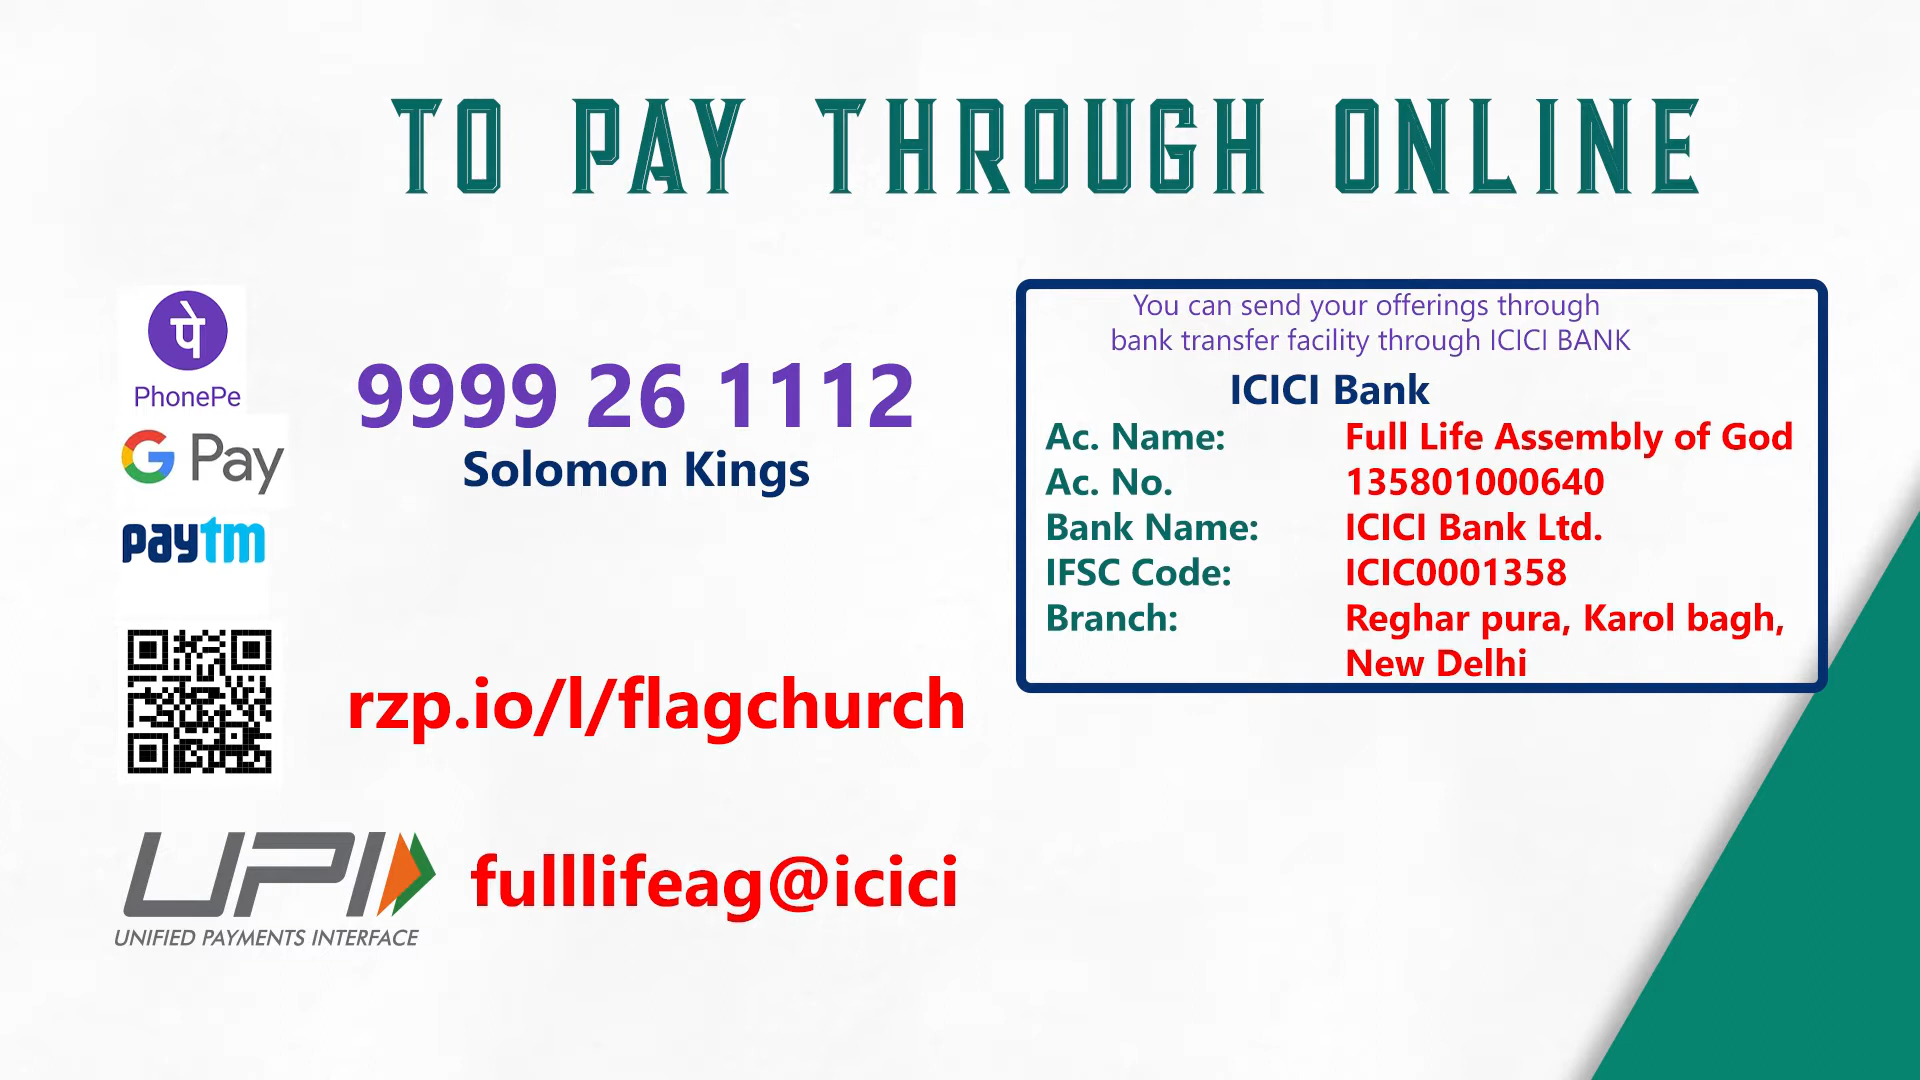 TO PAY THROUGH ONLINE
पे
PhonePe
G Pay
paytm
9999 26 1112
Solomon Kings
rzp.io/l/flagchurch
UPI
UNIFIED PAYMENTS INTERFACE
fulllifeag@icici
You can send your offerings through
bank transfer facility through ICICI BANK
ICICI Bank
Ac. Name: Full Life Assembly of God
Ac. No. 135801000640
Bank Name: ICICI Bank Ltd.
IFSC Code: ICIC0001358
Branch: Reghar pura, Karol bagh,
New Delhi